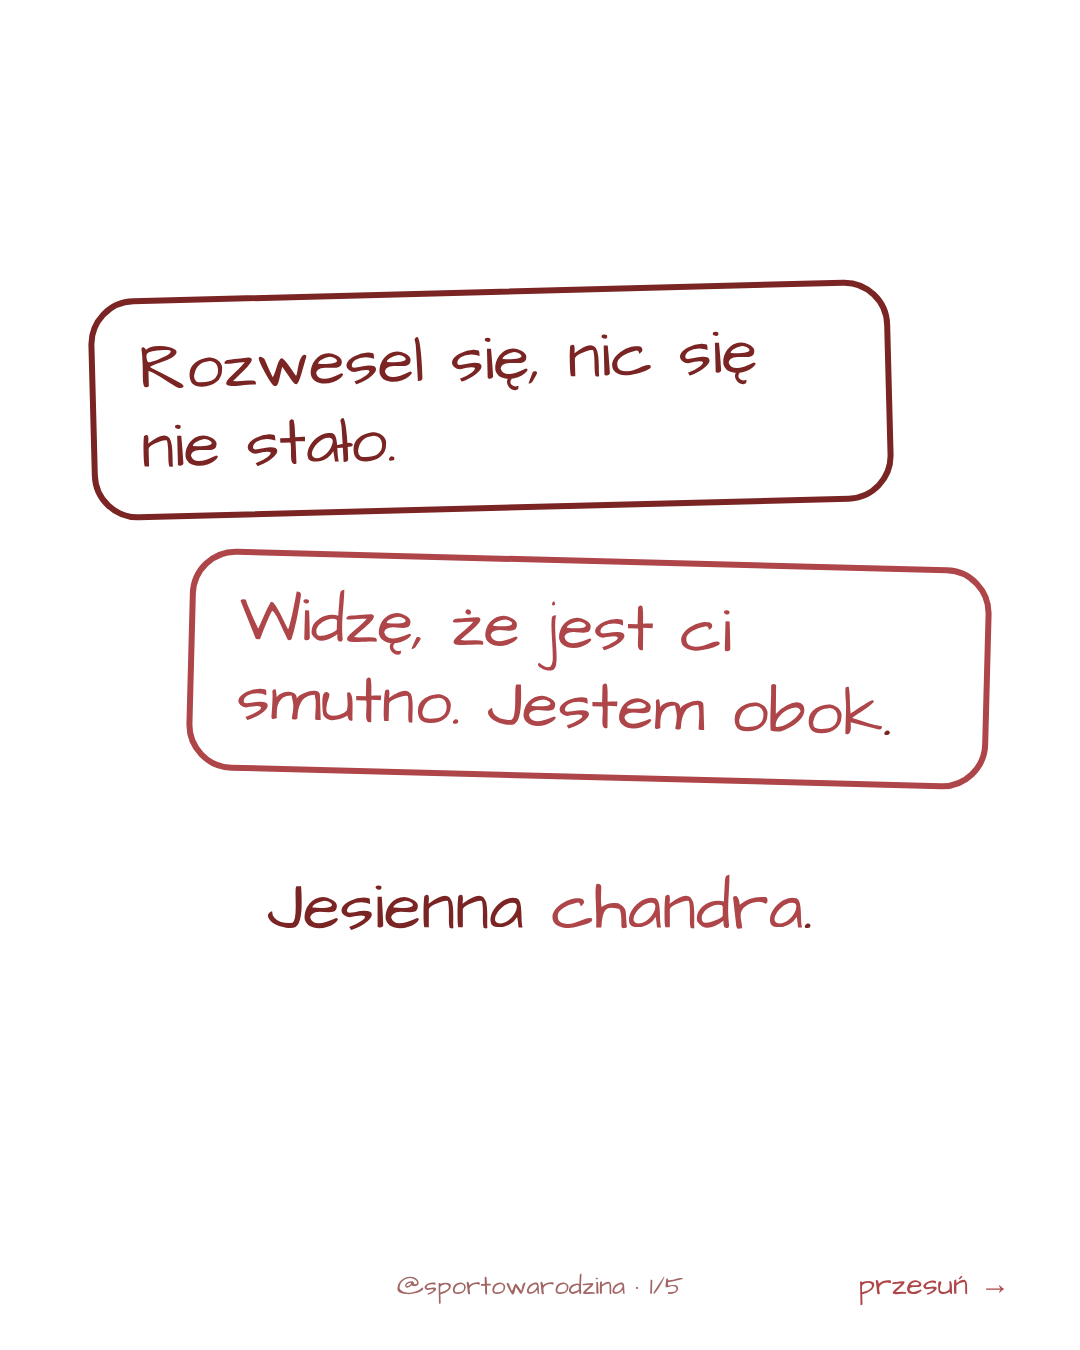 Rozwesel się, nic się
nie stało.
Widzę, że jest ci
smutno. Jestem obok.
Jesienna chandra.
@sportowarodzina · 1/5
przesuń →